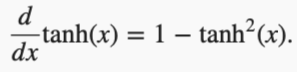 d/dx tanh(x) = 1 − tanh²(x).